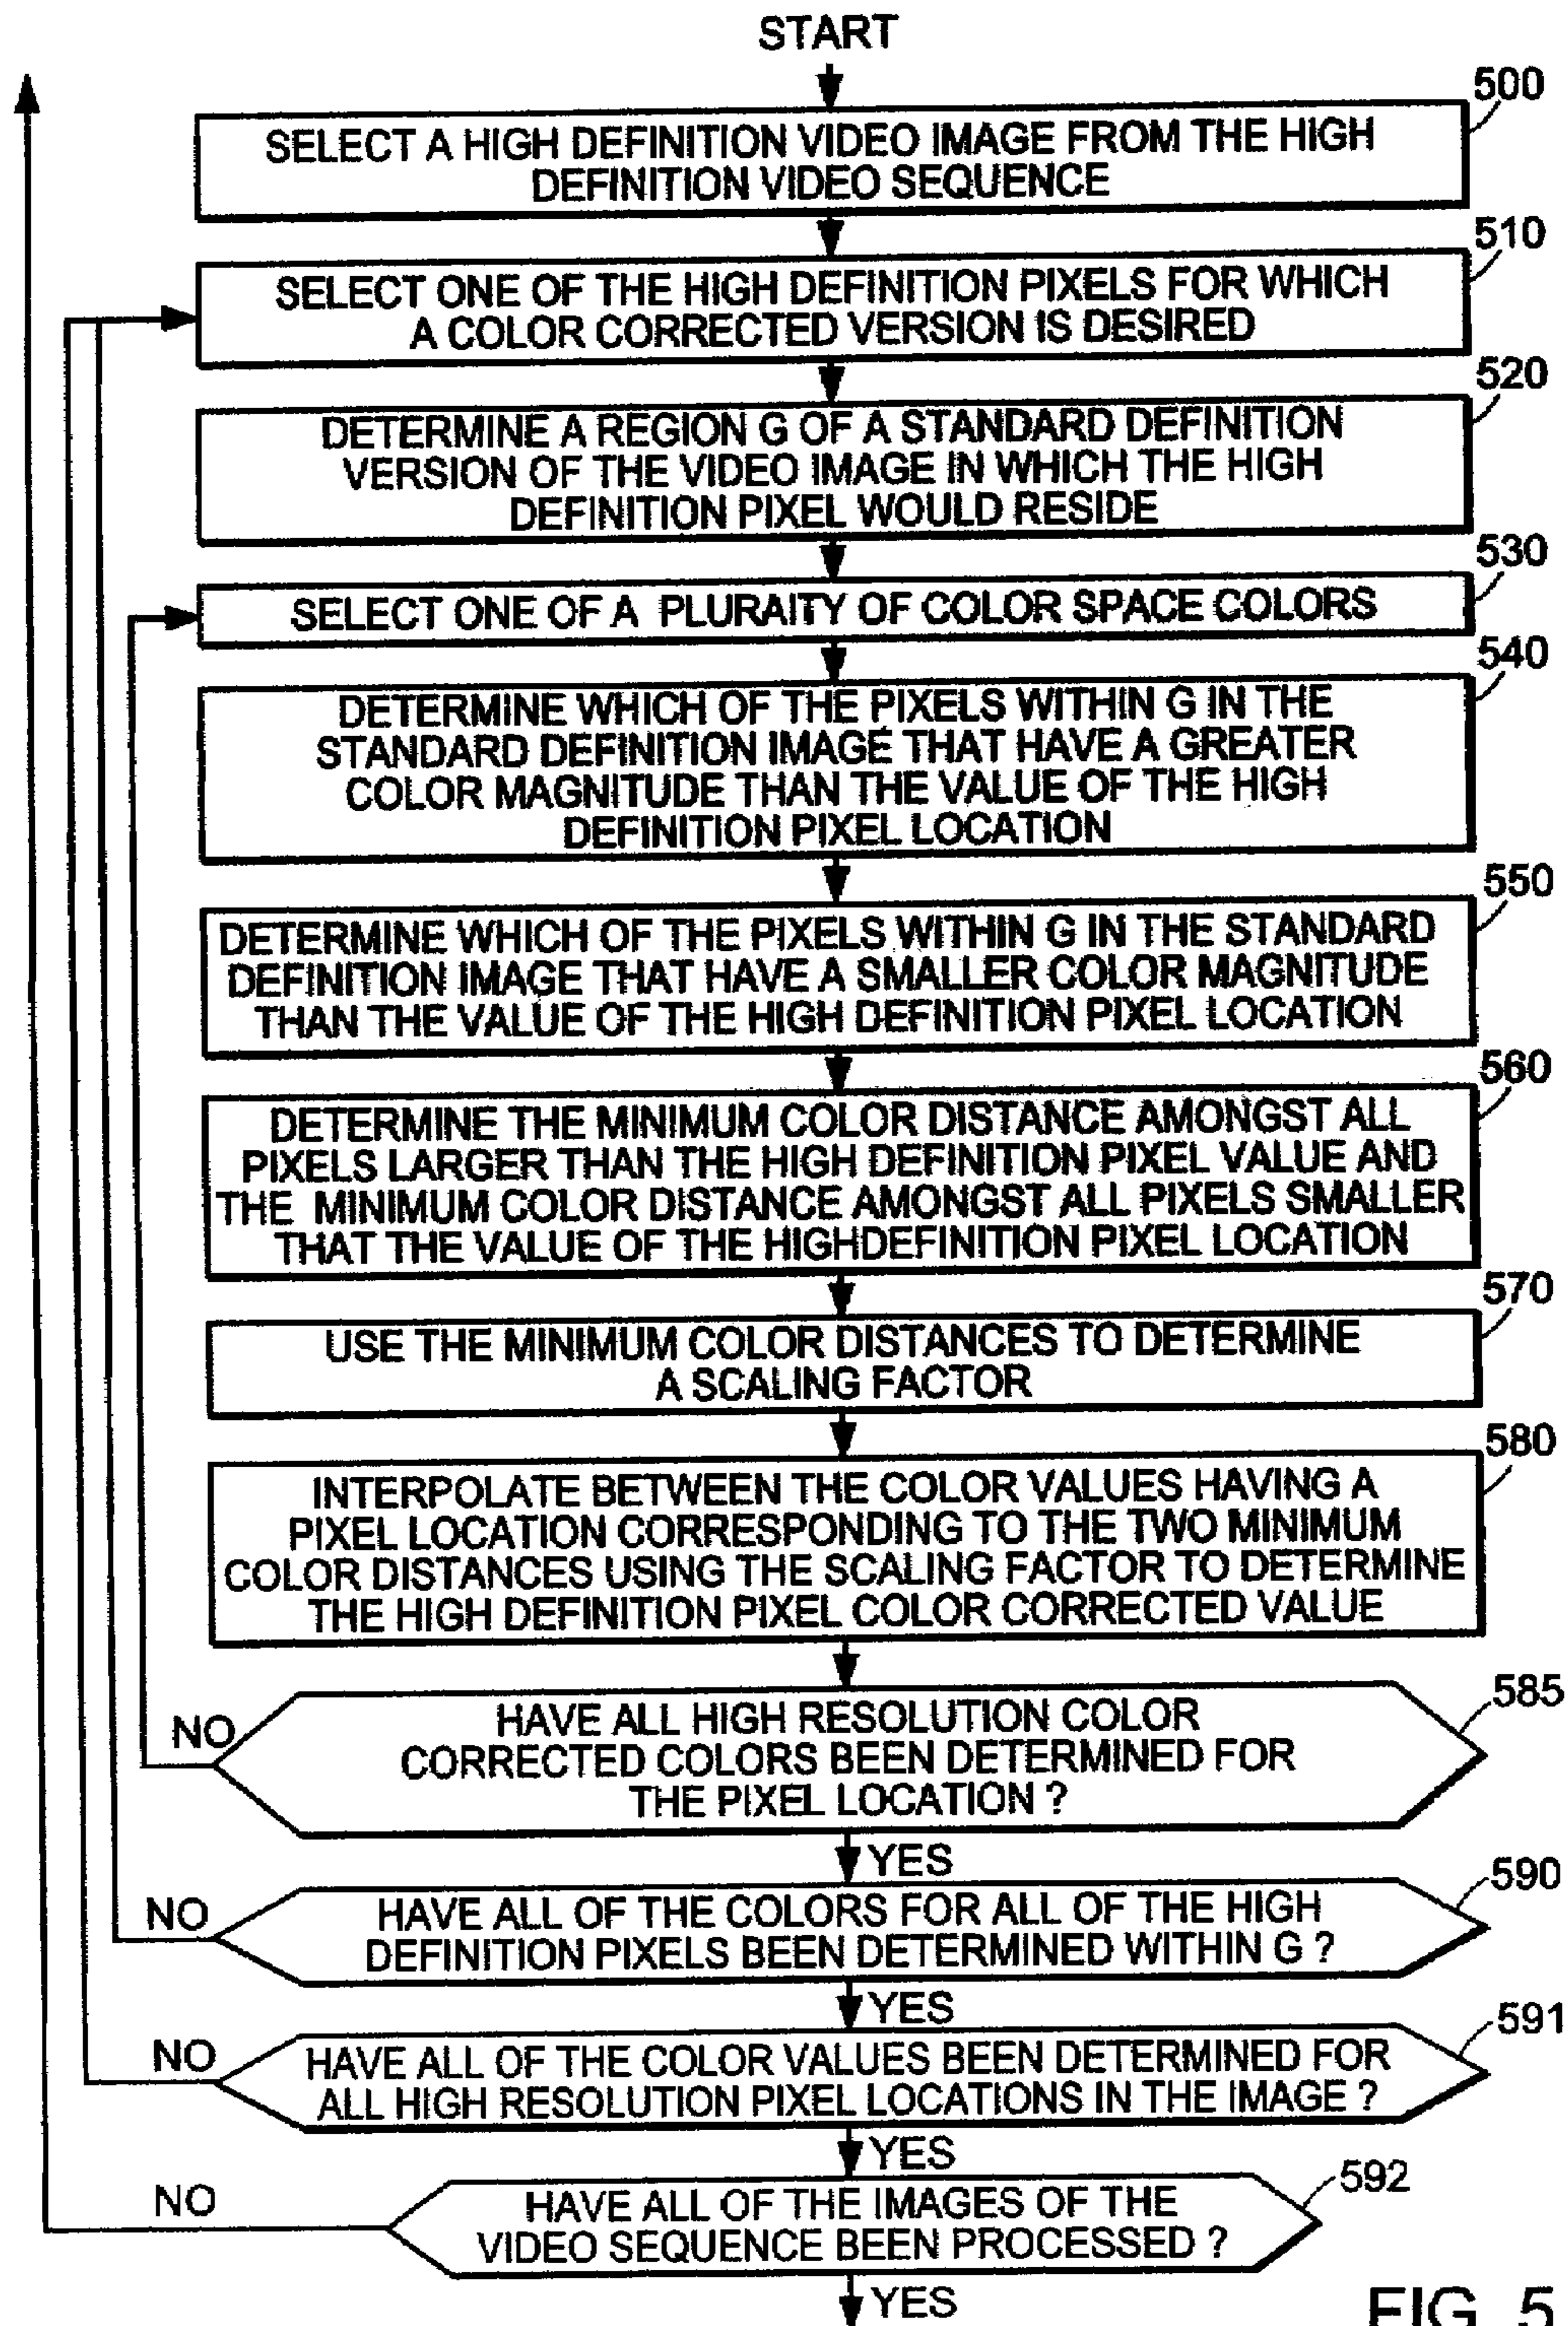 START
500
SELECT A HIGH DEFINITION VIDEO IMAGE FROM THE HIGH
DEFINITION VIDEO SEQUENCE
510
SELECT ONE OF THE HIGH DEFINITION PIXELS FOR WHICH
A COLOR CORRECTED VERSION IS DESIRED
520
DETERMINE A REGION G OF A STANDARD DEFINITION
VERSION OF THE VIDEO IMAGE IN WHICH THE HIGH
DEFINITION PIXEL WOULD RESIDE
530
SELECT ONE OF A PLURAITY OF COLOR SPACE COLORS
540
DETERMINE WHICH OF THE PIXELS WITHIN G IN THE
STANDARD DEFINITION IMAGE THAT HAVE A GREATER
COLOR MAGNITUDE THAN THE VALUE OF THE HIGH
DEFINITION PIXEL LOCATION
550
DETERMINE WHICH OF THE PIXELS WITHIN G IN THE STANDARD
DEFINITION IMAGE THAT HAVE A SMALLER COLOR MAGNITUDE
THAN THE VALUE OF THE HIGH DEFINITION PIXEL LOCATION
560
DETERMINE THE MINIMUM COLOR DISTANCE AMONGST ALL
PIXELS LARGER THAN THE HIGH DEFINITION PIXEL VALUE AND
THE MINIMUM COLOR DISTANCE AMONGST ALL PIXELS SMALLER
THAT THE VALUE OF THE HIGHDEFINITION PIXEL LOCATION
570
USE THE MINIMUM COLOR DISTANCES TO DETERMINE
A SCALING FACTOR
580
INTERPOLATE BETWEEN THE COLOR VALUES HAVING A
PIXEL LOCATION CORRESPONDING TO THE TWO MINIMUM
COLOR DISTANCES USING THE SCALING FACTOR TO DETERMINE
THE HIGH DEFINITION PIXEL COLOR CORRECTED VALUE
585
NO
HAVE ALL HIGH RESOLUTION COLOR
CORRECTED COLORS BEEN DETERMINED FOR
THE PIXEL LOCATION ?
YES
590
NO
HAVE ALL OF THE COLORS FOR ALL OF THE HIGH
DEFINITION PIXELS BEEN DETERMINED WITHIN G ?
YES
591
NO
HAVE ALL OF THE COLOR VALUES BEEN DETERMINED FOR
ALL HIGH RESOLUTION PIXEL LOCATIONS IN THE IMAGE ?
YES
592
NO
HAVE ALL OF THE IMAGES OF THE
VIDEO SEQUENCE BEEN PROCESSED ?
YES
FIG. 5